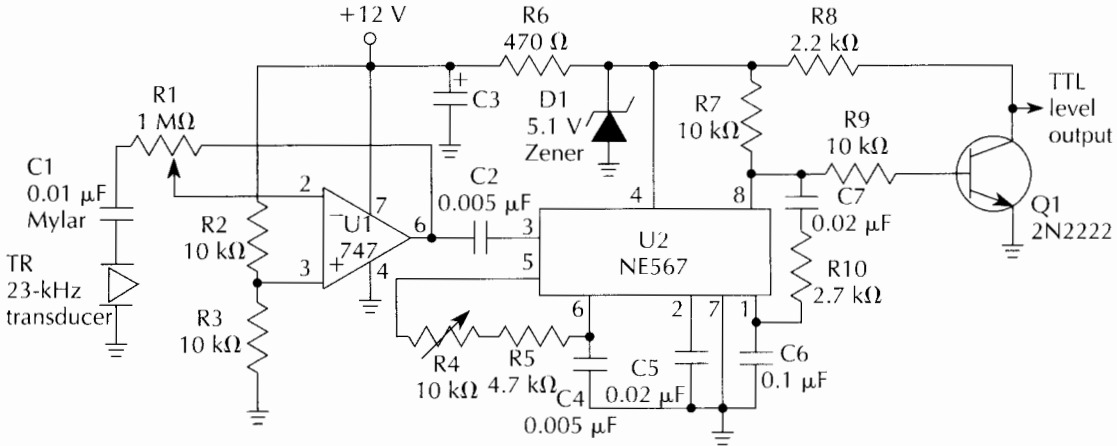 +12 V
R6
470 Ω
R8
2.2 kΩ
R1
1 MΩ
+
C3
D1
5.1 V
Zener
R7
10 kΩ
TTL
level
output
R9
10 kΩ
C1
0.01 μF
Mylar
2
C2
0.005 μF
4
8
C7
0.02 μF
Q1
2N2222
R2
10 kΩ
−
7
U1
747
+
6
3
4
3
5
U2
NE567
TR
23-kHz
transducer
R10
2.7 kΩ
R3
10 kΩ
6
2
7
1
R4
10 kΩ
R5
4.7 kΩ
C4
0.005 μF
C5
0.02 μF
C6
0.1 μF